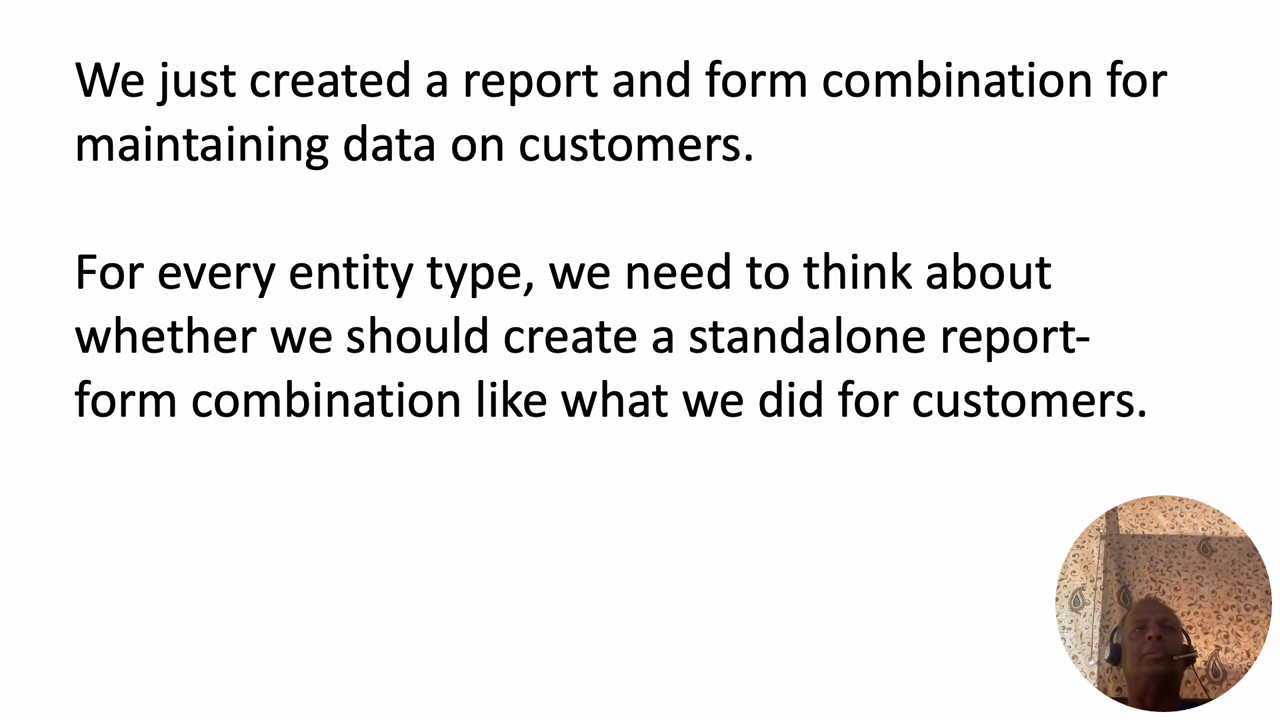 We just created a report and form combination for
maintaining data on customers.
For every entity type, we need to think about
whether we should create a standalone report-
form combination like what we did for customers.